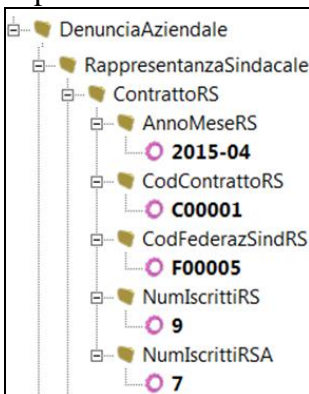 DenunciaAziendale
RappresentanzaSindacale
ContrattoRS
AnnoMeseRS
2015-04
CodContrattoRS
C00001
CodFederazSindRS
F00005
NumIscrittiRS
9
NumIscrittiRSA
7